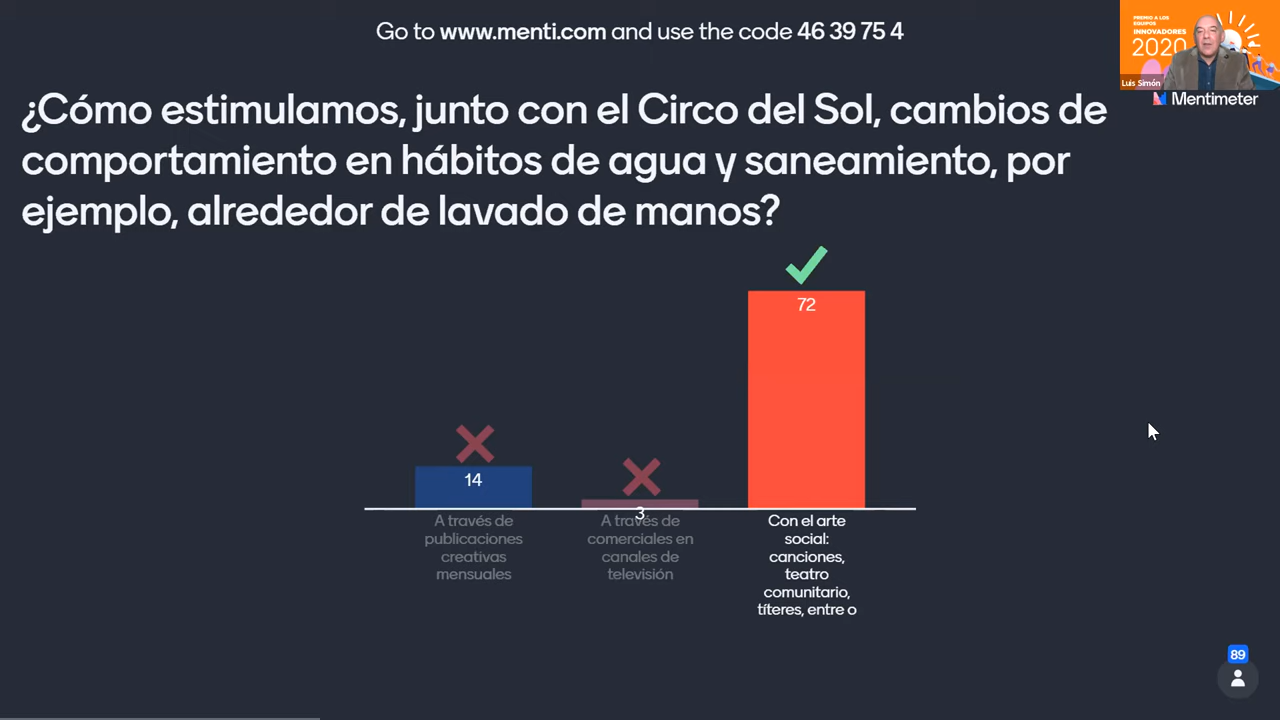 Go to www.menti.com and use the code 46 39 75 4
PREMIO A LOS
EQUIPOS
INNOVADORES
2020
Luis Simón
Mentimeter
¿Cómo estimulamos, junto con el Circo del Sol, cambios de
comportamiento en hábitos de agua y saneamiento, por
ejemplo, alrededor de lavado de manos?
14
3
72
A través de
publicaciones
creativas
mensuales
A través de
comerciales en
canales de
televisión
Con el arte
social:
canciones,
teatro
comunitario,
títeres, entre o
89